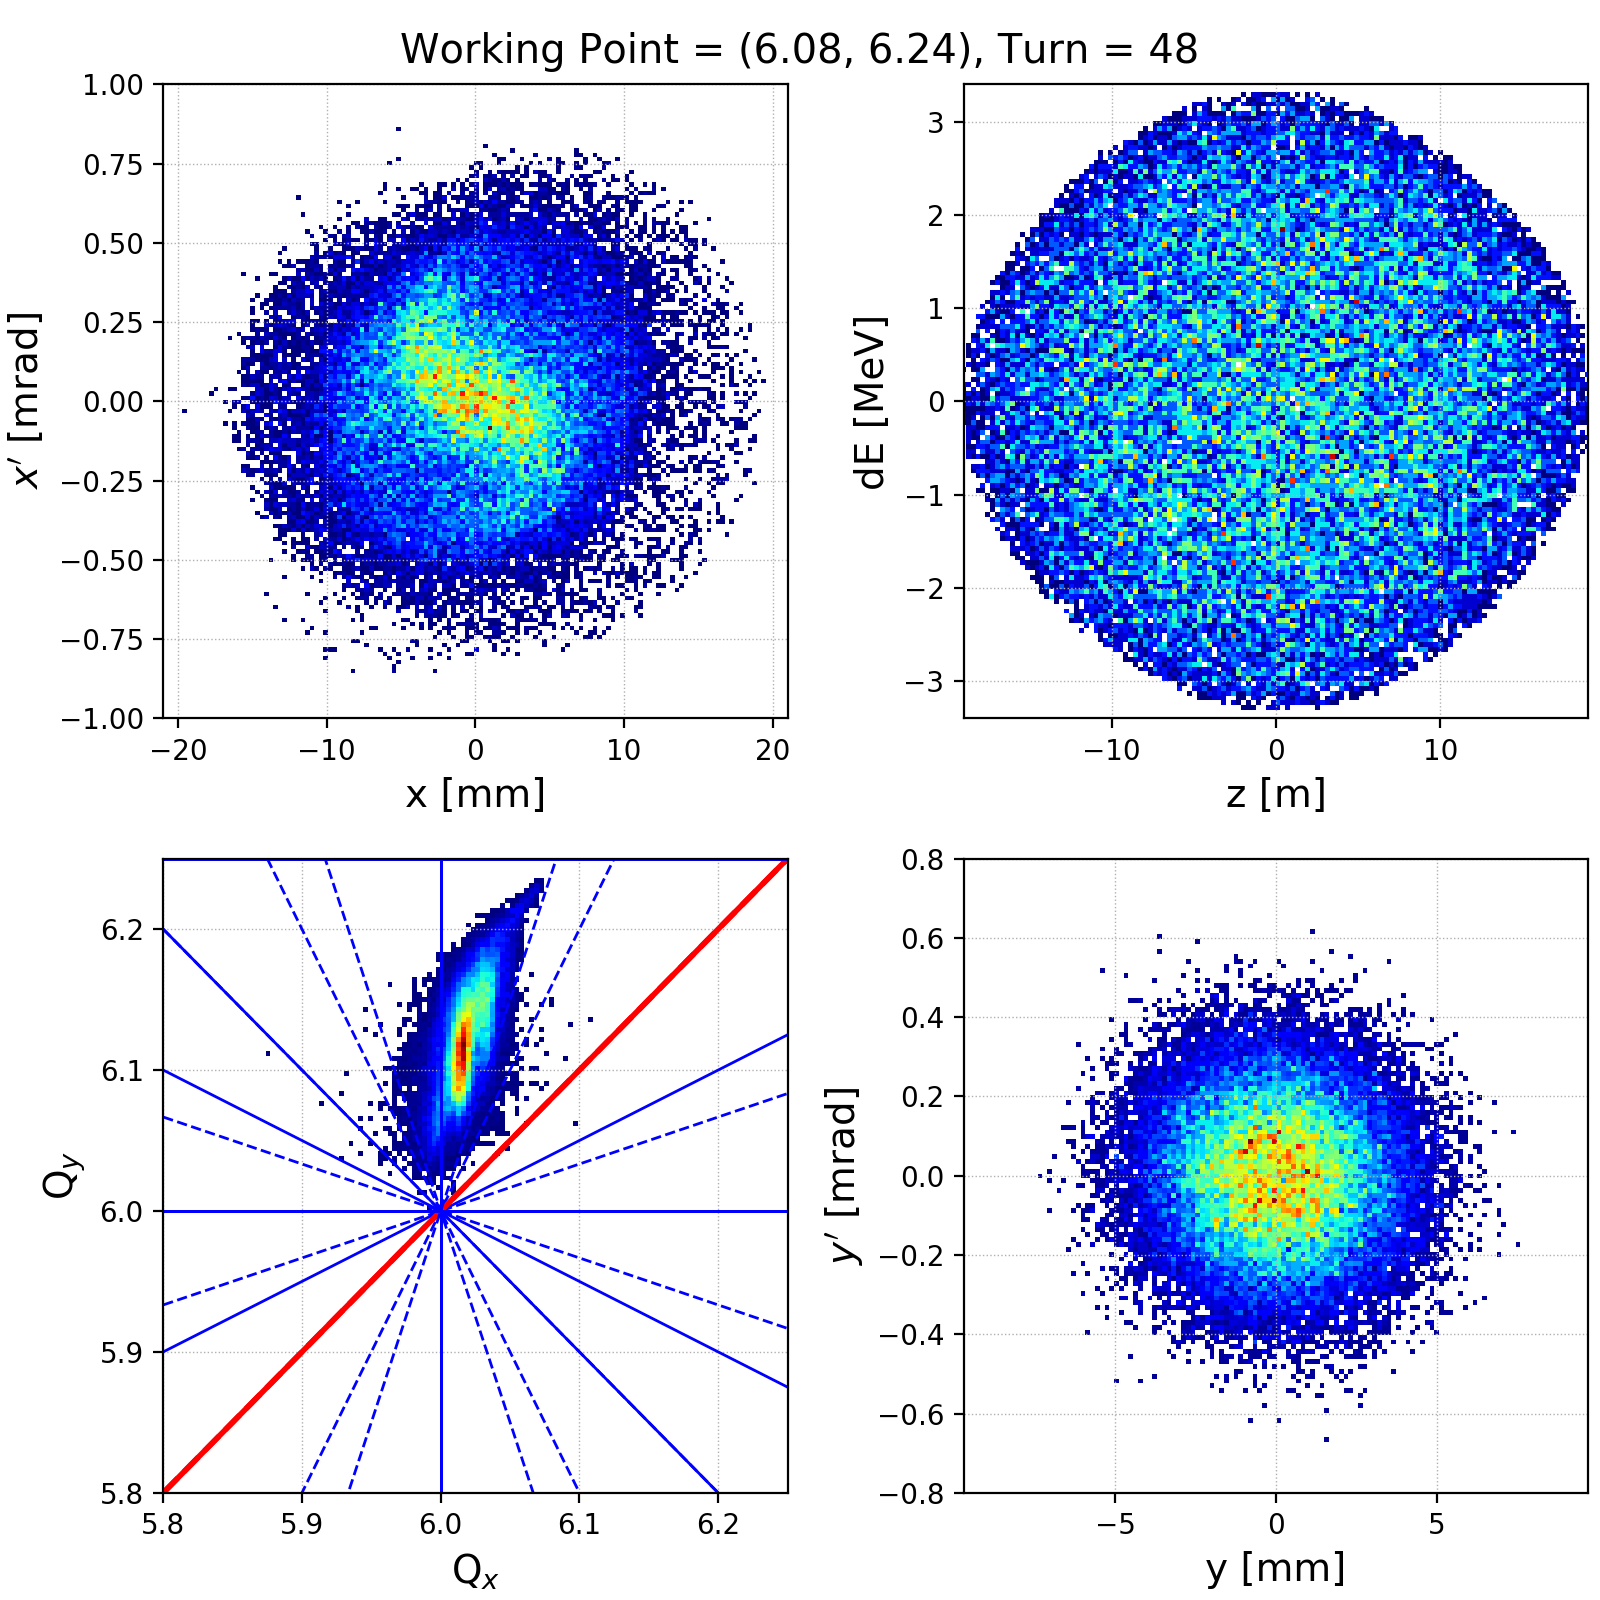 Working Point = (6.08, 6.24), Turn = 48
1.00
0.75
0.50
0.25
0.00
−0.25
−0.50
−0.75
−1.00
x′ [mrad]
−20 −10 0 10 20
x [mm]
3
2
1
0
−1
−2
−3
dE [MeV]
−10 0 10
z [m]
6.2
6.1
6.0
5.9
5.8
Qy
5.8 5.9 6.0 6.1 6.2
Qx
0.8
0.6
0.4
0.2
0.0
−0.2
−0.4
−0.6
−0.8
y′ [mrad]
−5 0 5
y [mm]